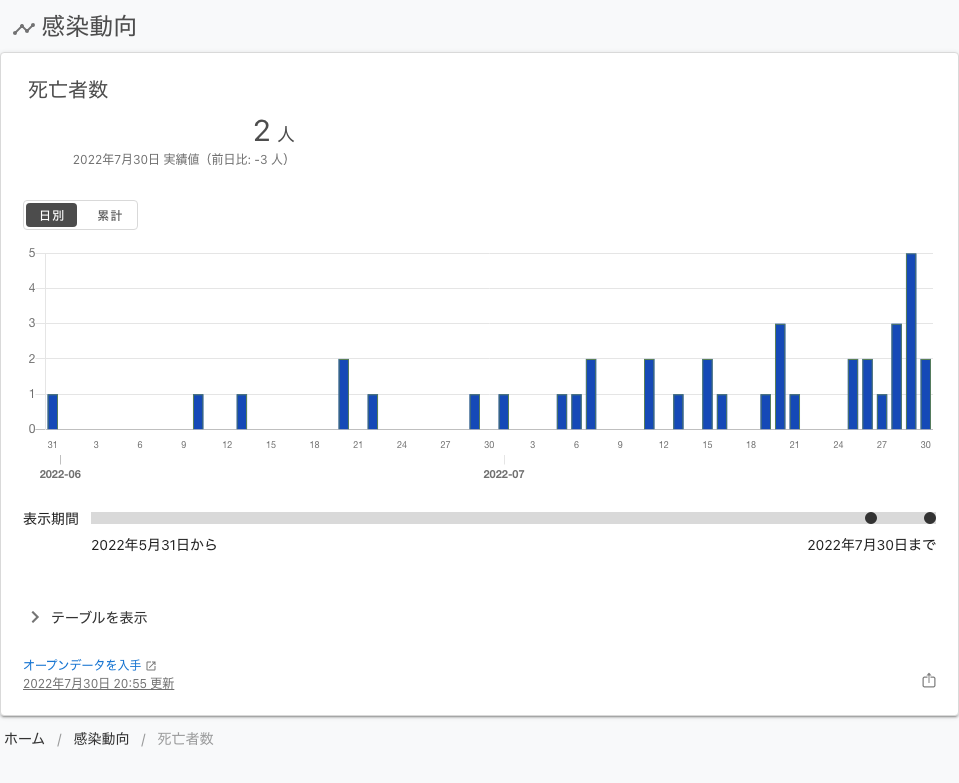 感染動向
死亡者数
2 人
2022年7月30日 実績値（前日比: -3 人）
日別 累計
5
4
3
2
1
0
31 3 6 9 12 15 18 21 24 27 30 3 6 9 12 15 18 21 24 27 30
2022-06 2022-07
表示期間
2022年5月31日から 2022年7月30日まで
テーブルを表示
オープンデータを入手
2022年7月30日 20:55 更新
ホーム / 感染動向 / 死亡者数